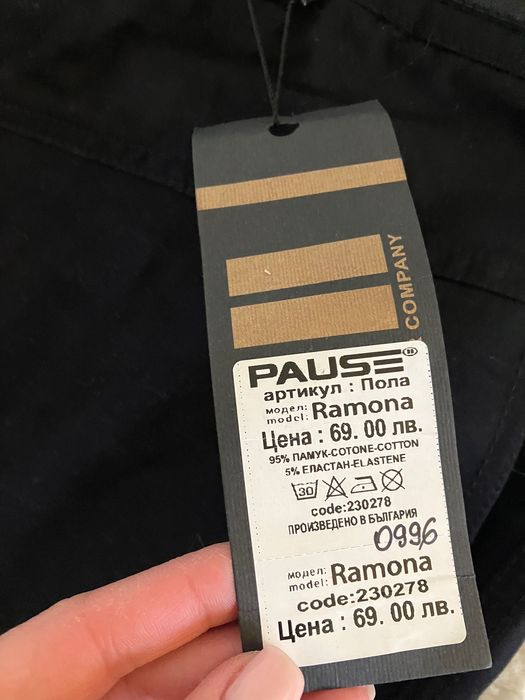 COMPANY
PAUSE
артикул : Пола
модел:
model: Ramona
Цена : 69.00 лв.
95% ПАМУК-COTONE-COTTON
5% ЕЛАСТАН-ELASTENE
30
code:230278
ПРОИЗВЕДЕНО В БЪЛГАРИЯ
0996
модел:
model: Ramona
code:230278
Цена : 69.00 лв.